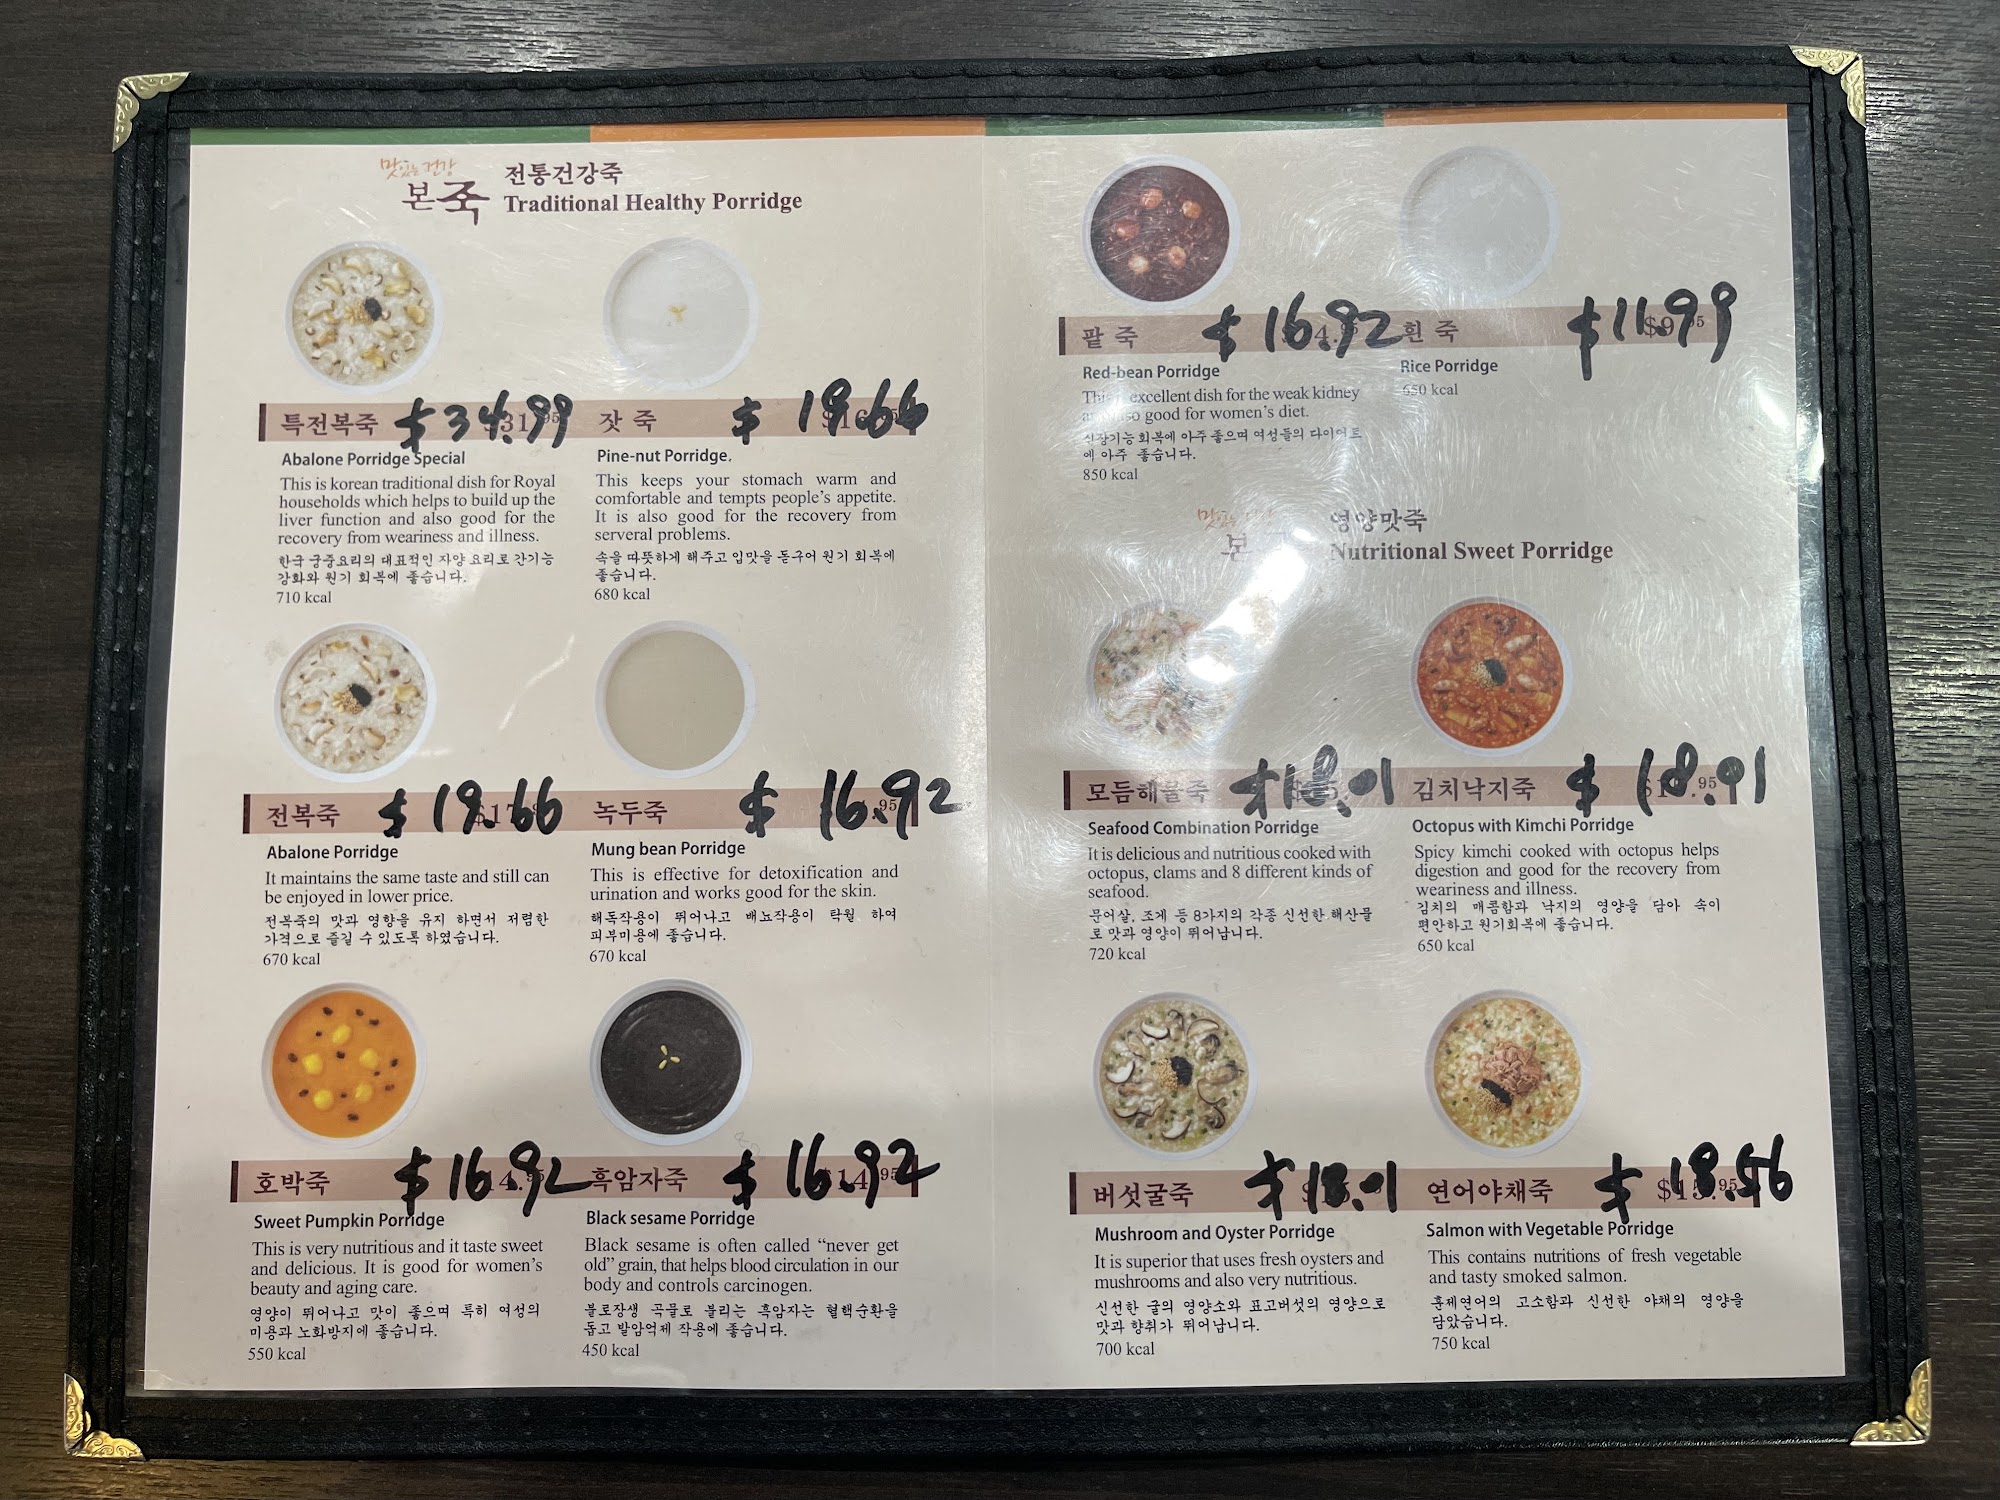 맛있는 건강
본죽
전통건강죽
Traditional Healthy Porridge
특전복죽 $34.99
Abalone Porridge Special
This is korean traditional dish for Royal
households which helps to build up the
liver function and also good for the
recovery from weariness and illness.
한국 궁중요리의 대표적인 자양 요리로 간기능
강화와 원기 회복에 좋습니다.
710 kcal
잣 죽 $19.66
Pine-nut Porridge.
This keeps your stomach warm and
comfortable and tempts people's appetite.
It is also good for the recovery from
serveral problems.
속을 따뜻하게 해주고 입맛을 돋구어 원기 회복에
좋습니다.
680 kcal
전복죽 $19.66
Abalone Porridge
It maintains the same taste and still can
be enjoyed in lower price.
전복죽의 맛과 영향을 유지 하면서 저렴한
가격으로 즐길 수 있도록 하였습니다.
670 kcal
녹두죽 $16.92
Mung bean Porridge
This is effective for detoxification and
urination and works good for the skin.
해독작용이 뛰어나고 배뇨작용이 탁월 하여
피부미용에 좋습니다.
670 kcal
호박죽 $16.92
Sweet Pumpkin Porridge
This is very nutritious and it taste sweet
and delicious. It is good for women's
beauty and aging care.
영양이 뛰어나고 맛이 좋으며 특히 여성의
미용과 노화방지에 좋습니다.
550 kcal
흑암자죽 $16.92
Black sesame Porridge
Black sesame is often called "never get
old" grain, that helps blood circulation in our
body and controls carcinogen.
불로장생 곡물로 불리는 흑암자는 혈핵순환을
돕고 발암억제 작용에 좋습니다.
450 kcal
팥 죽 $16.92
Red-bean Porridge
This excellent dish for the weak kidney
also good for women's diet.
신장기능 회복에 아주 좋으며 여성들의 다이어트
에 아주 좋습니다.
850 kcal
흰 죽 $11.99
Rice Porridge
650 kcal
영양맛죽
Nutritional Sweet Porridge
모듬해물죽 $18.01
Seafood Combination Porridge
It is delicious and nutritious cooked with
octopus, clams and 8 different kinds of
seafood.
문어살, 조게 등 8가지의 각종 신선한 해산물
로 맛과 영양이 뛰어납니다.
720 kcal
김치낙지죽 $18.01
Octopus with Kimchi Porridge
Spicy kimchi cooked with octopus helps
digestion and good for the recovery from
weariness and illness.
김치의 매콤함과 낙지의 영양을 담아 속이
편안하고 원기회복에 좋습니다.
650 kcal
버섯굴죽 $18.01
Mushroom and Oyster Porridge
It is superior that uses fresh oysters and
mushrooms and also very nutritious.
신선한 굴의 영양소와 표고버섯의 영양으로
맛과 향취가 뛰어납니다.
700 kcal
연어야채죽 $18.56
Salmon with Vegetable Porridge
This contains nutritions of fresh vegetable
and tasty smoked salmon.
훈제연어의 고소함과 신선한 야채의 영양을
담았습니다.
750 kcal